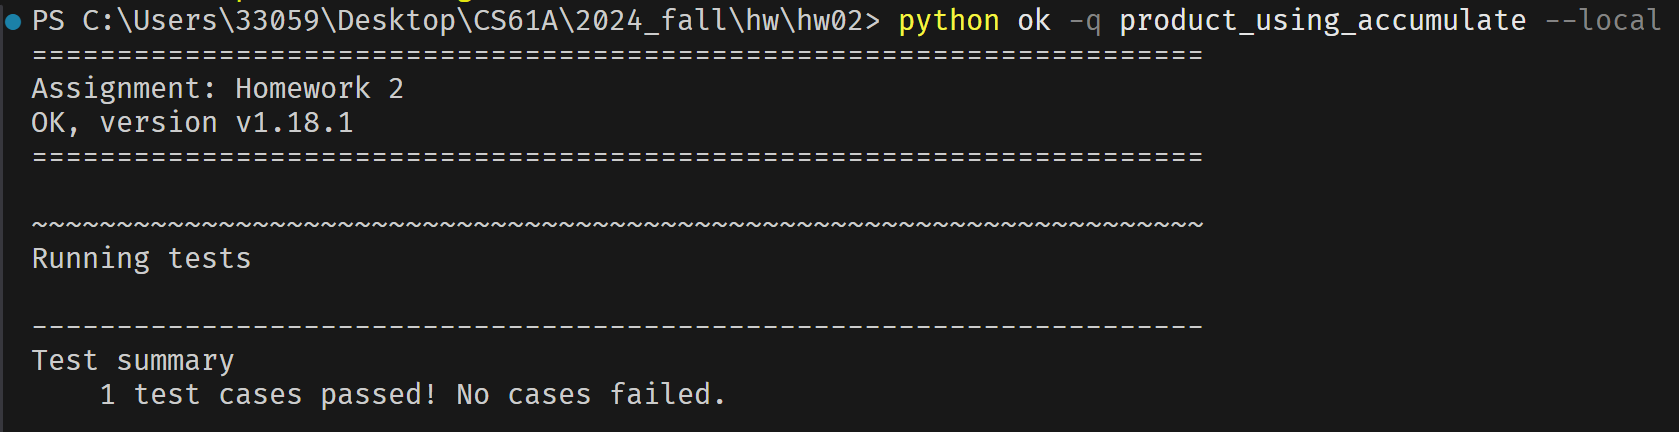 PS C:\Users\33059\Desktop\CS61A\2024_fall\hw\hw02> python ok -q product_using_accumulate --local
=====================================================================
Assignment: Homework 2
OK, version v1.18.1
=====================================================================
~~~~~~~~~~~~~~~~~~~~~~~~~~~~~~~~~~~~~~~~~~~~~~~~~~~~~~~~~~~~~~~~~~~~~
Running tests
---------------------------------------------------------------------
Test summary
    1 test cases passed! No cases failed.